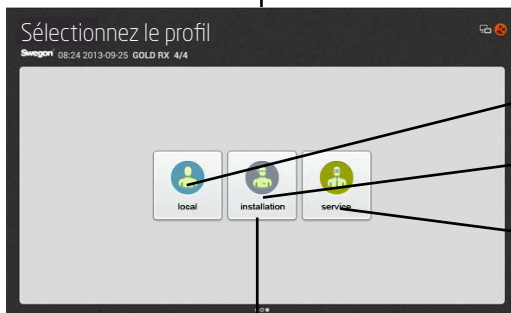 Sélectionnez le profil
Swegon 08:24 2013-09-25 GOLD RX 4/4
local installation service